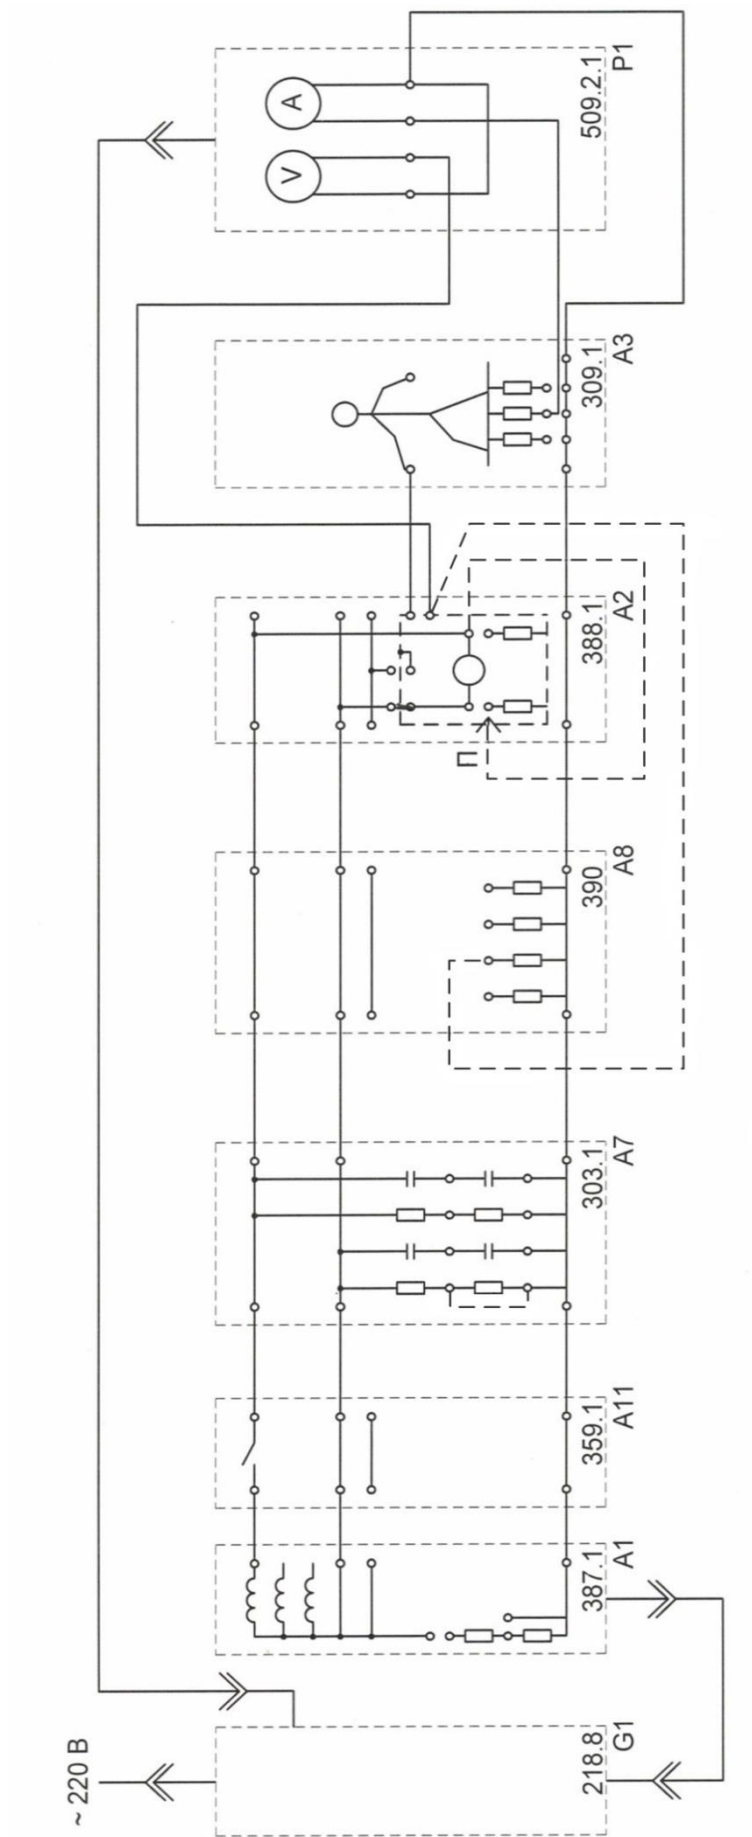 ~ 220 В
218.8
G1
387.1
A1
359.1
A11
303.1
A7
390
A8
П
388.1
A2
309.1
A3
V
A
509.2.1
P1